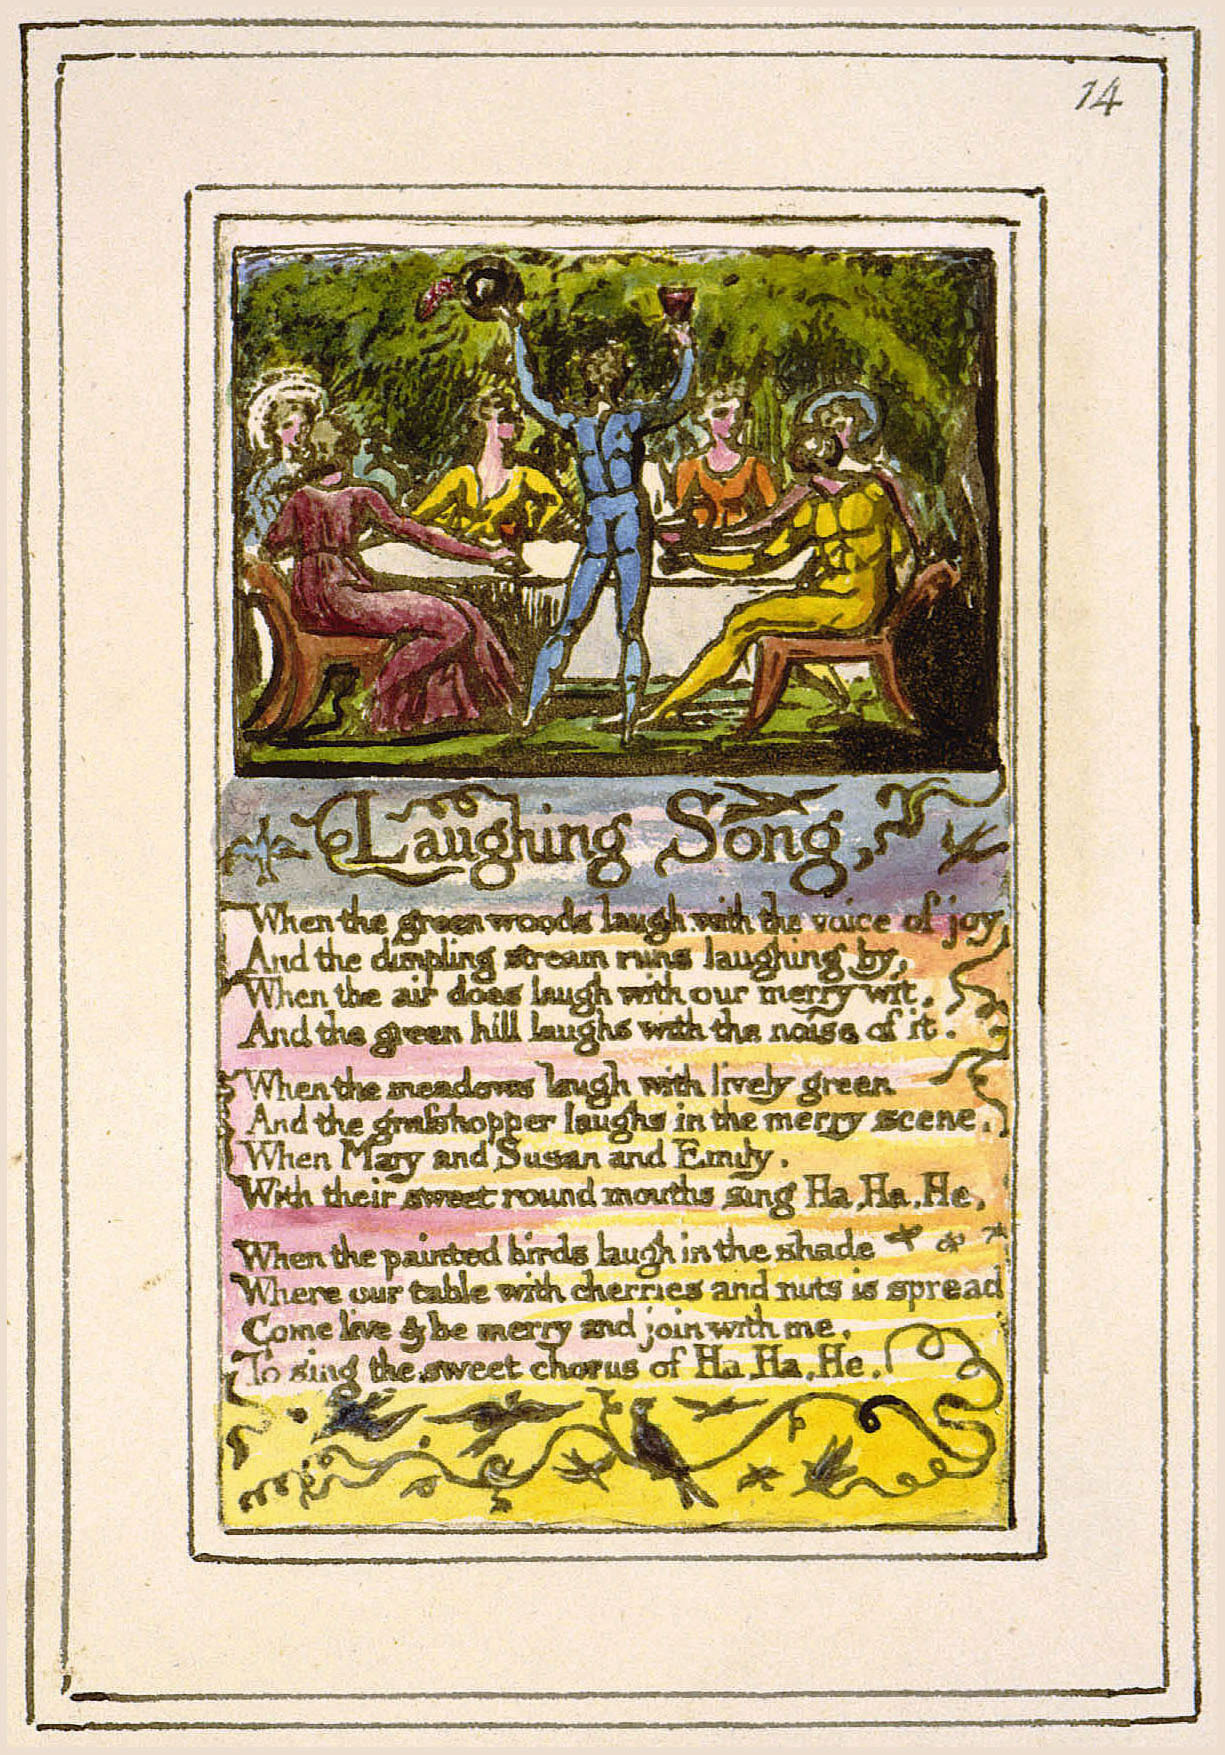 14
Laughing Song,
When the green woods laugh with the voice of joy
And the dimpling stream runs laughing by,
When the air does laugh with our merry wit,
And the green hill laughs with the noise of it.
When the meadows laugh with lively green
And the grasshopper laughs in the merry scene,
When Mary and Susan and Emily,
With their sweet round mouths sing Ha, Ha, He,
When the painted birds laugh in the shade
Where our table with cherries and nuts is spread
Come live & be merry and join with me,
To sing the sweet chorus of Ha, Ha, He.